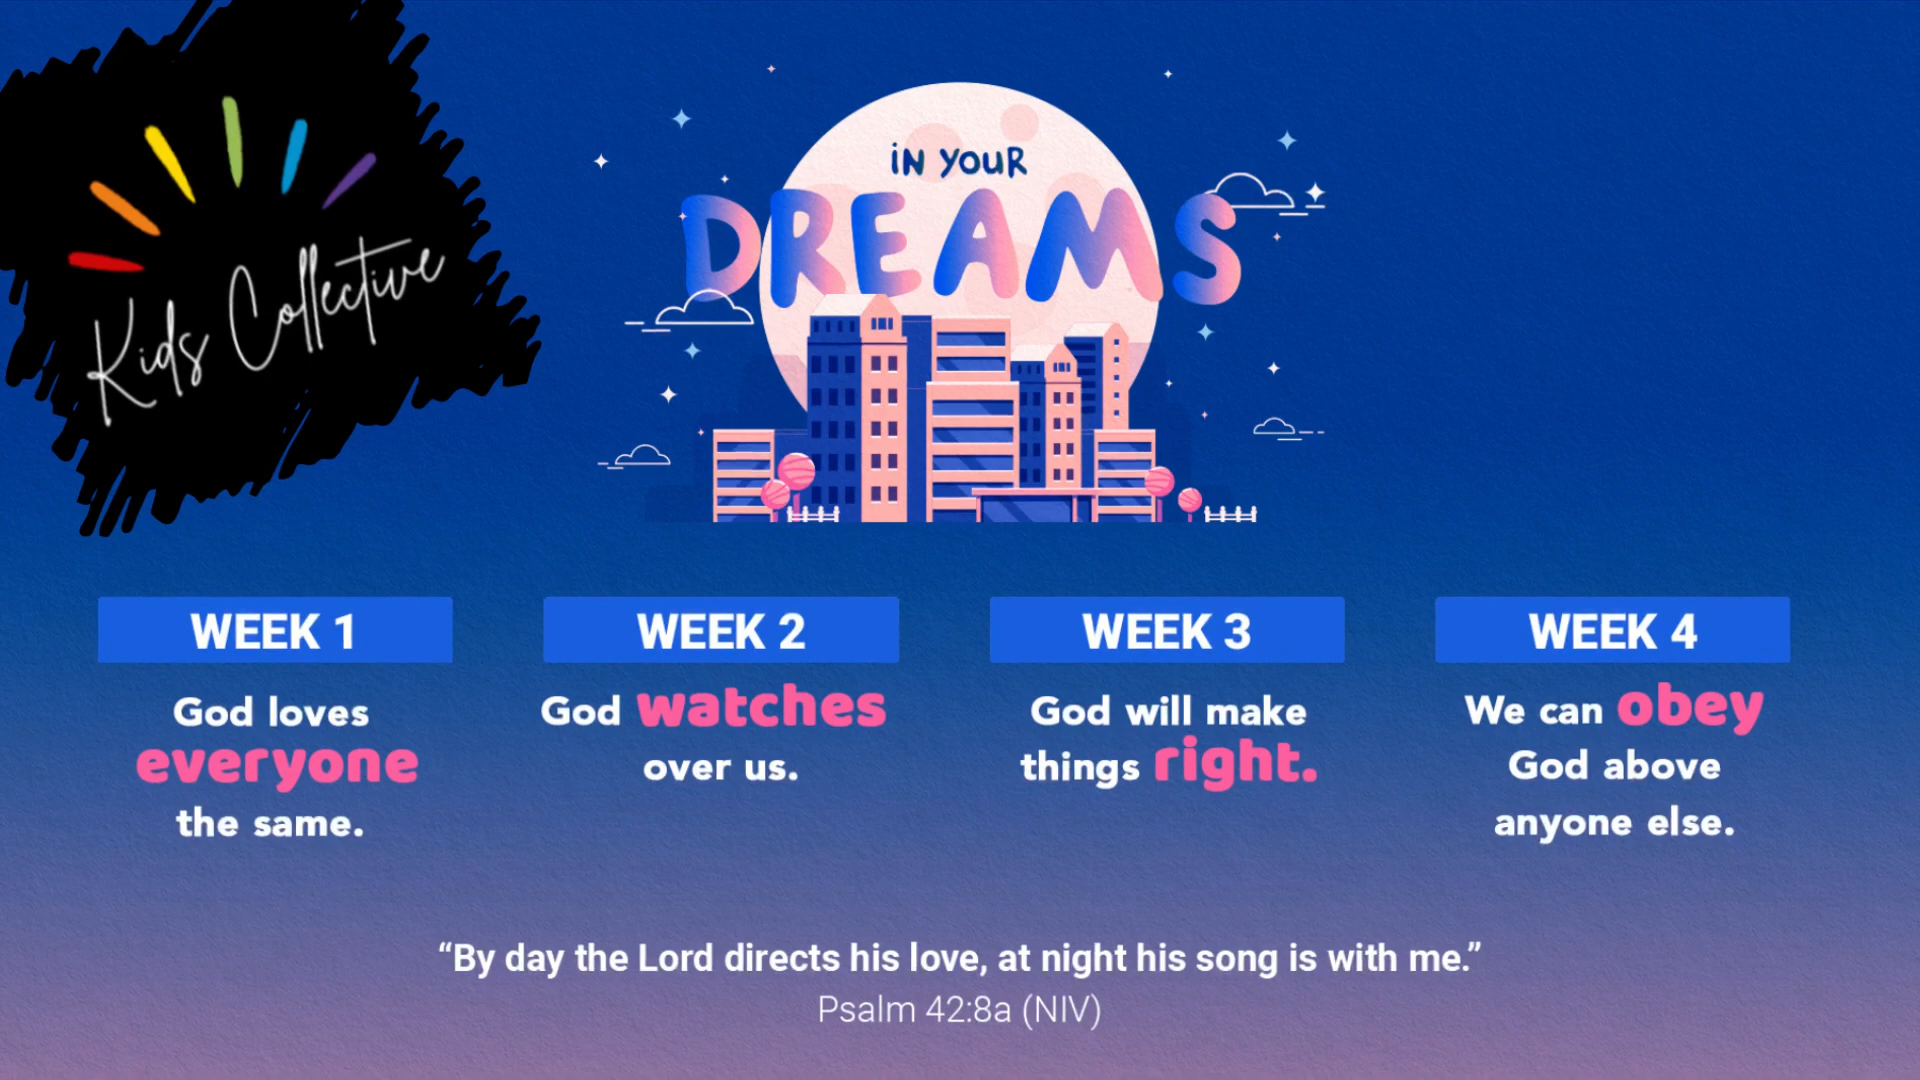 Kids Collective
iN YOUR
DREAMS
WEEK 1
God loves
everyone
the same.
WEEK 2
God watches
over us.
WEEK 3
God will make
things right.
WEEK 4
We can obey
God above
anyone else.
“By day the Lord directs his love, at night his song is with me.”
Psalm 42:8a (NIV)